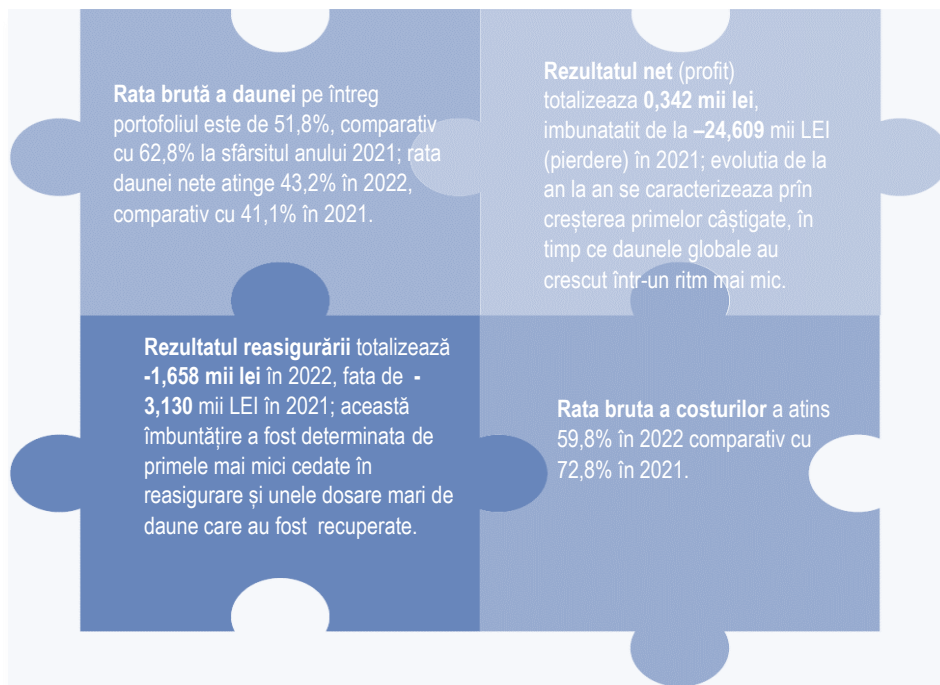 Rata brută a daunei pe întreg
portofoliul este de 51,8%, comparativ
cu 62,8% la sfârsitul anului 2021; rata
daunei nete atinge 43,2% în 2022,
comparativ cu 41,1% în 2021.
Rezultatul net (profit)
totalizeaza 0,342 mii lei,
imbunatatit de la –24,609 mii LEI
(pierdere) în 2021; evolutia de la
an la an se caracterizeaza prîn
creșterea primelor câștigate, în
timp ce daunele globale au
crescut într-un ritm mai mic.
Rezultatul reasigurării totalizează
-1,658 mii lei în 2022, fata de -
3,130 mii LEI în 2021; această
îmbuntățire a fost determinata de
primele mai mici cedate în
reasigurare și unele dosare mari de
daune care au fost recuperate.
Rata bruta a costurilor a atins
59,8% în 2022 comparativ cu
72,8% în 2021.